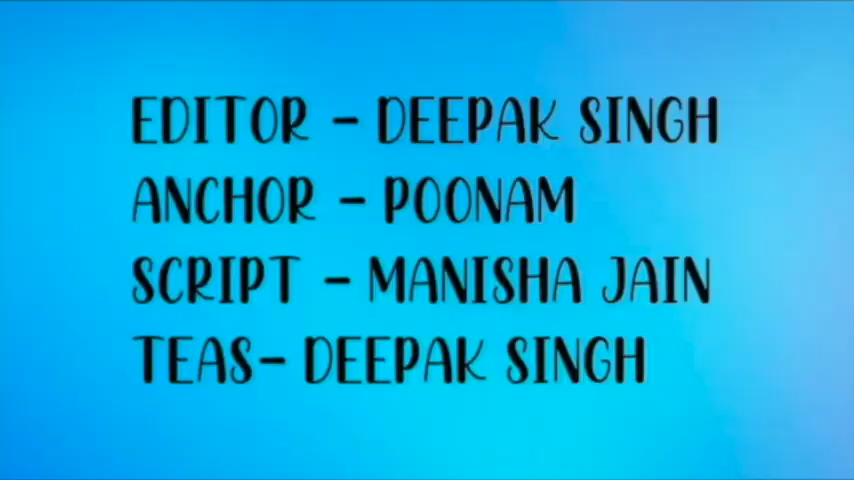 EDITOR - DEEPAK SINGH
ANCHOR - POONAM
SCRIPT - MANISHA JAIN
TEAS- DEEPAK SINGH